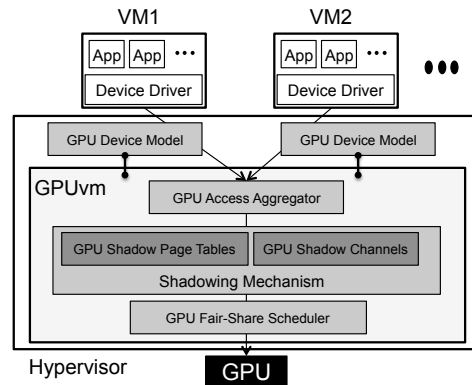 VM1 VM2
App App ••• App App •••
Device Driver Device Driver
•••
GPU Device Model GPU Device Model
GPUvm
GPU Access Aggregator
GPU Shadow Page Tables GPU Shadow Channels
Shadowing Mechanism
GPU Fair-Share Scheduler
Hypervisor
GPU